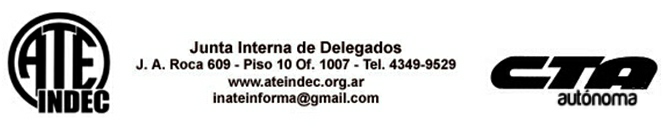 ATE
INDEC
Junta Interna de Delegados
J. A. Roca 609 - Piso 10 Of. 1007 - Tel. 4349-9529
www.ateindec.org.ar
inateinforma@gmail.com
CTA
autónoma